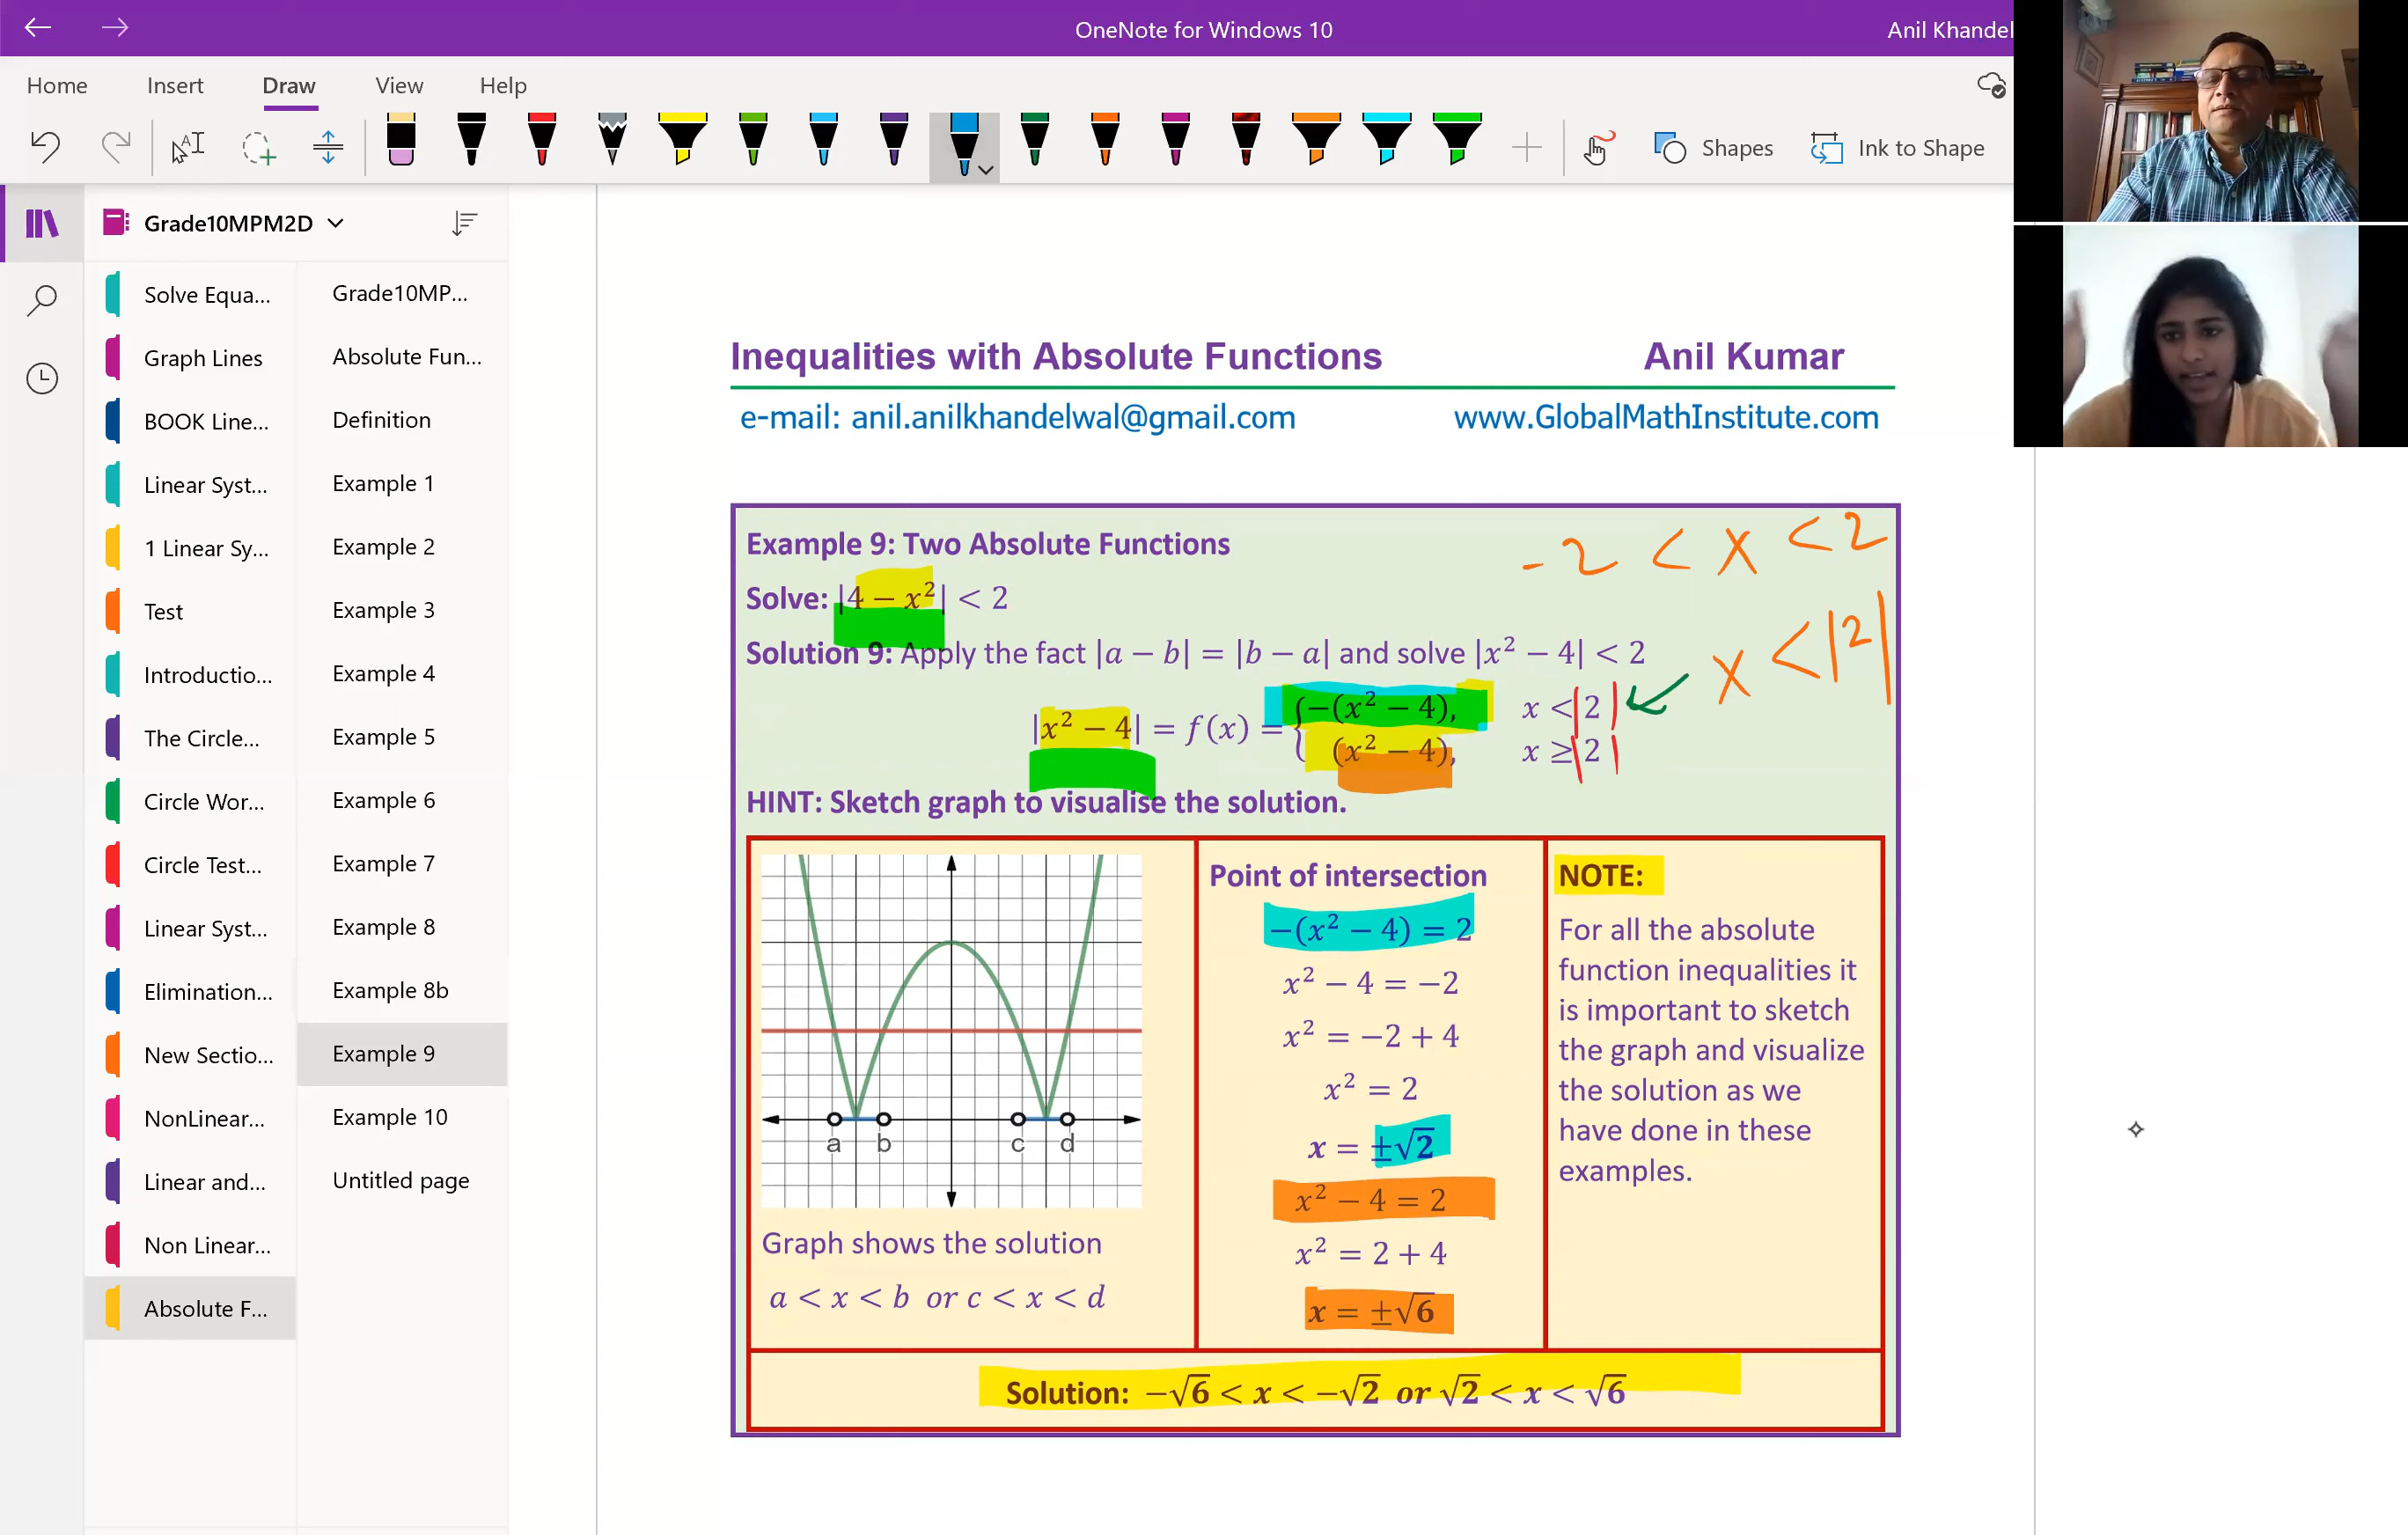 OneNote for Windows 10
Anil Khandel
Home Insert Draw View Help
Shapes
Ink to Shape
Grade10MPM2D
Solve Equa...
Graph Lines
BOOK Line...
Linear Syst...
1 Linear Sy...
Test
Introductio...
The Circle...
Circle Wor...
Circle Test...
Linear Syst...
Elimination...
New Sectio...
NonLinear...
Linear and...
Non Linear...
Absolute F...
Grade10MP...
Absolute Fun...
Definition
Example 1
Example 2
Example 3
Example 4
Example 5
Example 6
Example 7
Example 8
Example 8b
Example 9
Example 10
Untitled page
Inequalities with Absolute Functions Anil Kumar
e-mail: anil.anilkhandelwal@gmail.com www.GlobalMathInstitute.com
Example 9: Two Absolute Functions
-2 < x < 2
Solve: |4 − x²| < 2
x < |2|
Solution 9: Apply the fact |a − b| = |b − a| and solve |x² − 4| < 2
|x² − 4| = f(x) = { −(x² − 4), x < |2|
(x² − 4), x ≥ |2|
HINT: Sketch graph to visualise the solution.
a b c d
Graph shows the solution
a < x < b or c < x < d
Point of intersection
−(x² − 4) = 2
x² − 4 = −2
x² = −2 + 4
x² = 2
x = ±√2
x² − 4 = 2
x² = 2 + 4
x = ±√6
NOTE:
For all the absolute
function inequalities it
is important to sketch
the graph and visualize
the solution as we
have done in these
examples.
Solution: −√6 < x < −√2 or √2 < x < √6